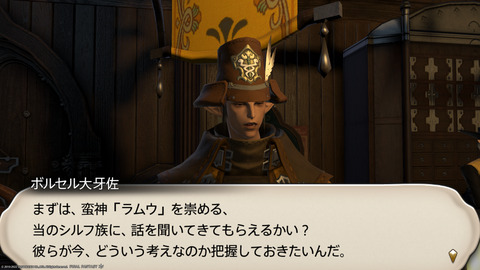 ボルセル大牙佐
まずは、蛮神「ラムウ」を崇める、
当のシルフ族に、話を聞いてきてもらえるかい？
彼らが今、どういう考えなのか把握しておきたいんだ。